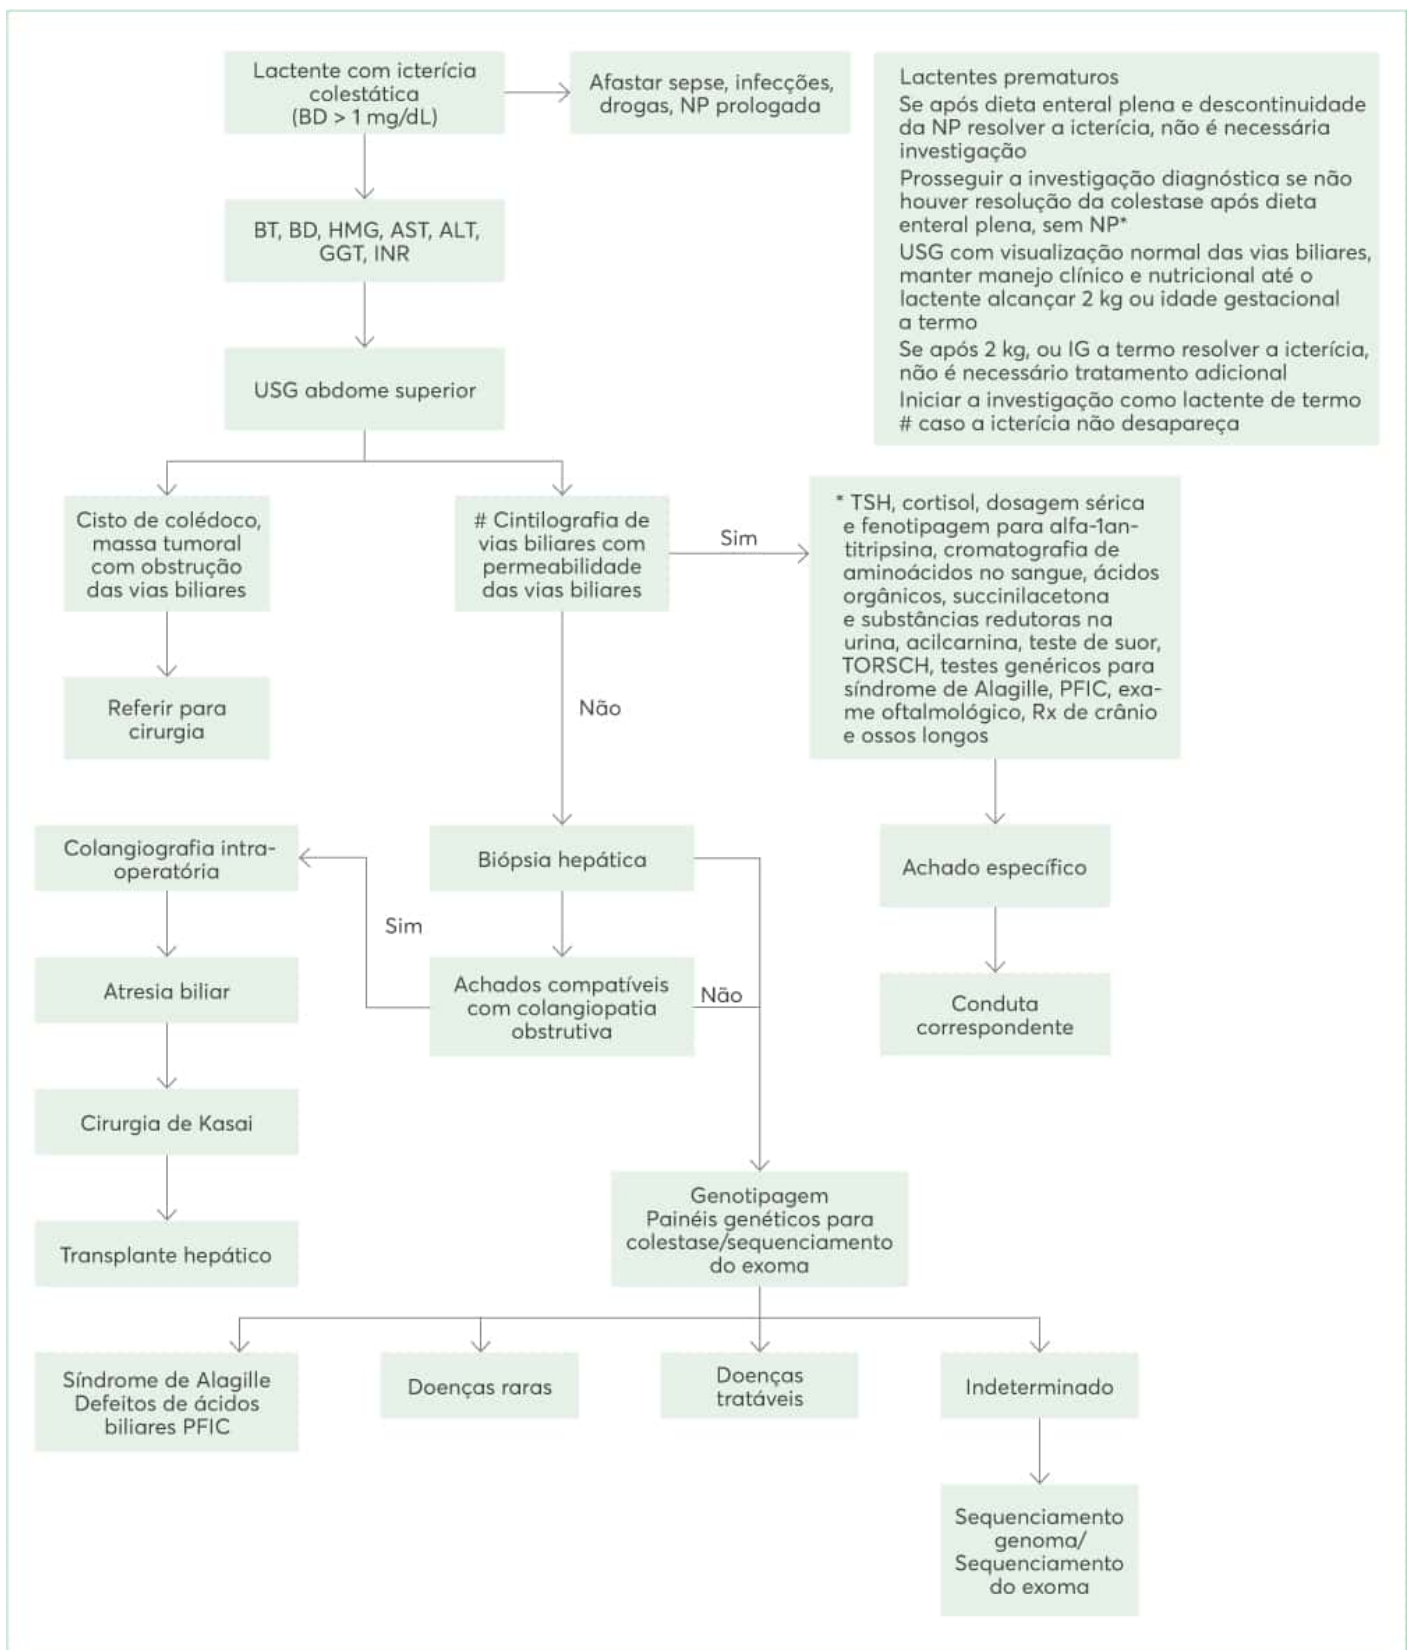 Lactente com icterícia
colestática
(BD > 1 mg/dL)
Afastar sepse, infecções,
drogas, NP prologada
Lactentes prematuros
Se após dieta enteral plena e descontinuidade
da NP resolver a icterícia, não é necessária
investigação
Prosseguir a investigação diagnóstica se não
houver resolução da colestase após dieta
enteral plena, sem NP*
USG com visualização normal das vias biliares,
manter manejo clínico e nutricional até o
lactente alcançar 2 kg ou idade gestacional
a termo
Se após 2 kg, ou IG a termo resolver a icterícia,
não é necessário tratamento adicional
Iniciar a investigação como lactente de termo
# caso a icterícia não desapareça
BT, BD, HMG, AST, ALT,
GGT, INR
USG abdome superior
Cisto de colédoco,
massa tumoral
com obstrução
das vias biliares
# Cintilografia de
vias biliares com
permeabilidade
das vias biliares
Sim
* TSH, cortisol, dosagem sérica
e fenotipagem para alfa-1an-
titripsina, cromatografia de
aminoácidos no sangue, ácidos
orgânicos, succinilacetona
e substâncias redutoras na
urina, acilcarnina, teste de suor,
TORSCH, testes genéricos para
síndrome de Alagille, PFIC, exa-
me oftalmológico, Rx de crânio
e ossos longos
Referir para
cirurgia
Não
Colangiografia intra-
operatória
Biópsia hepática
Achado específico
Sim
Atresia biliar
Achados compatíveis
com colangiopatia
obstrutiva
Não
Conduta
correspondente
Cirurgia de Kasai
Transplante hepático
Genotipagem
Painéis genéticos para
colestase/sequenciamento
do exoma
Síndrome de Alagille
Defeitos de ácidos
biliares PFIC
Doenças raras
Doenças
tratáveis
Indeterminado
Sequenciamento
genoma/
Sequenciamento
do exoma